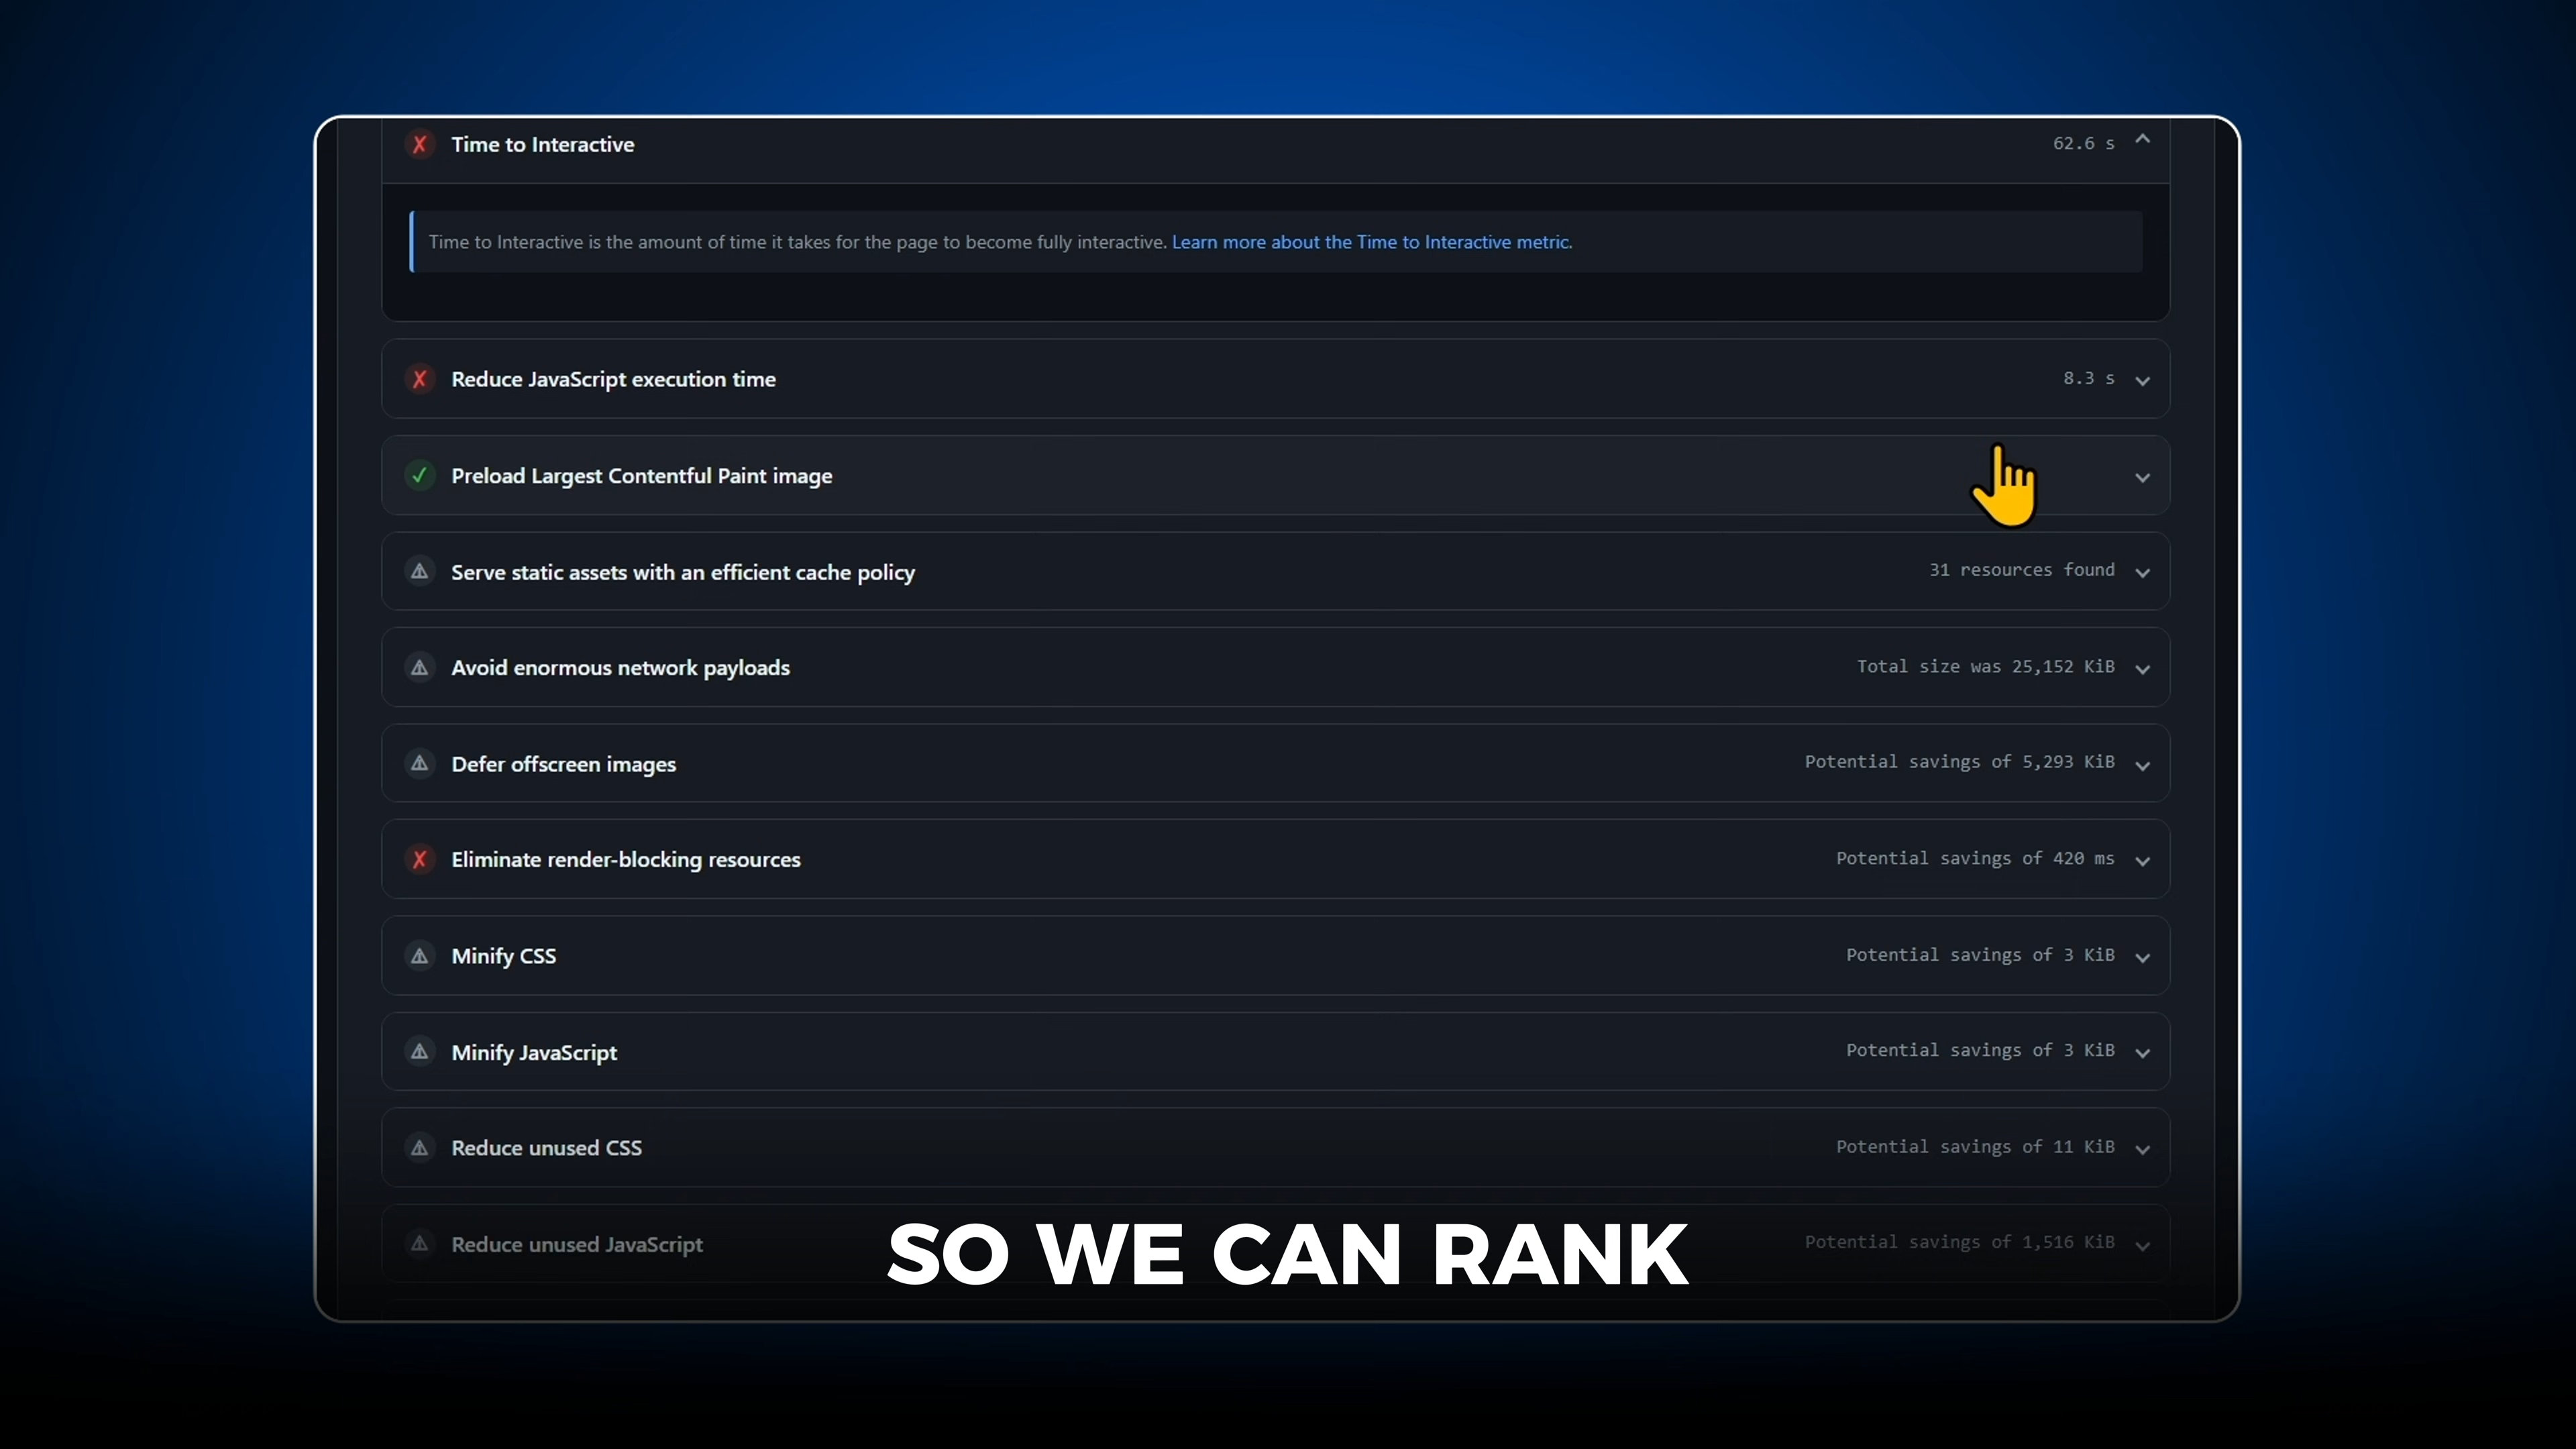 Time to Interactive 62.6 s
Time to Interactive is the amount of time it takes for the page to become fully interactive. Learn more about the Time to Interactive metric.
Reduce JavaScript execution time 8.3 s
Preload Largest Contentful Paint image
Serve static assets with an efficient cache policy 31 resources found
Avoid enormous network payloads Total size was 25,152 KiB
Defer offscreen images Potential savings of 5,293 KiB
Eliminate render-blocking resources Potential savings of 420 ms
Minify CSS Potential savings of 3 KiB
Minify JavaScript Potential savings of 3 KiB
Reduce unused CSS Potential savings of 11 KiB
Reduce unused JavaScript Potential savings of 1,516 KiB
SO WE CAN RANK